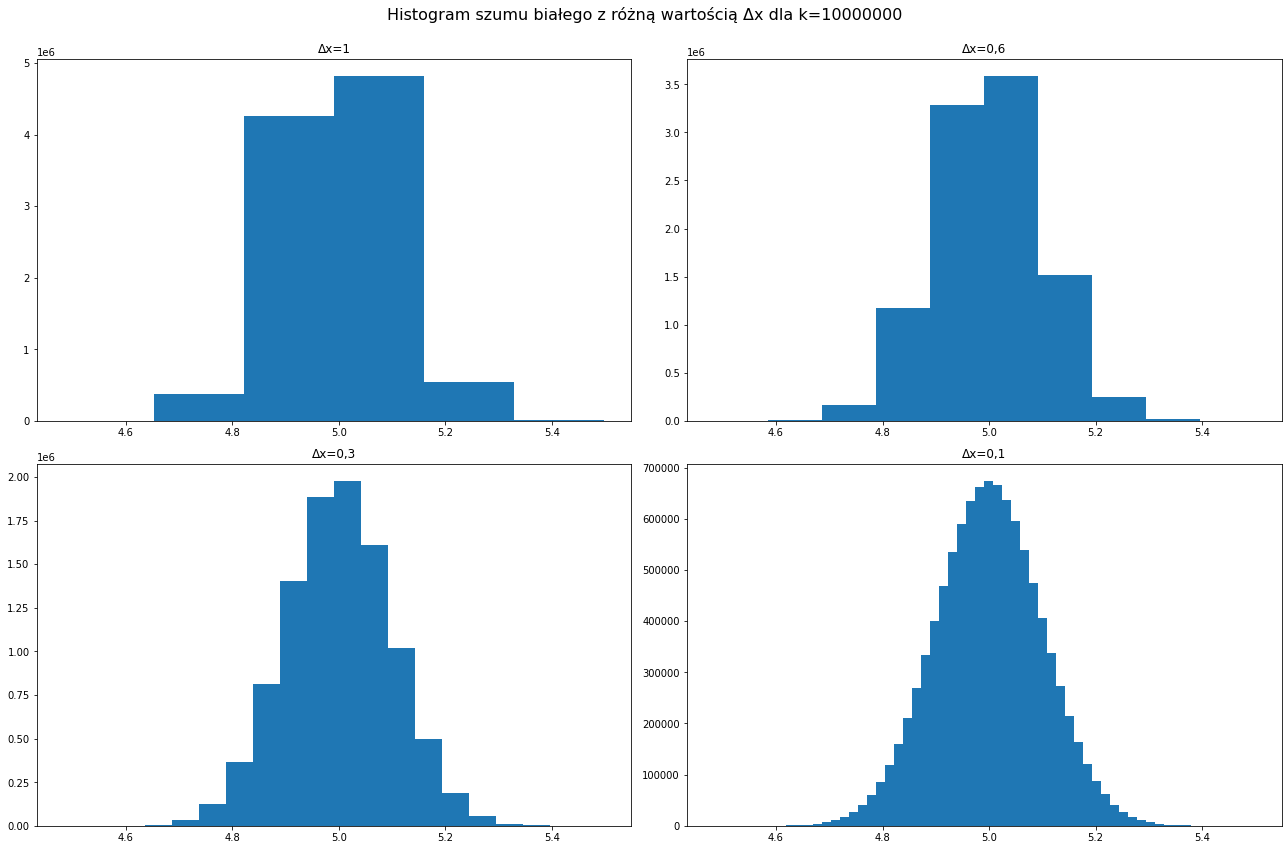 Histogram szumu białego z różną wartością Δx dla k=10000000
Δx=1
1e6
5
4
3
2
1
0
4.6 4.8 5.0 5.2 5.4
Δx=0,6
1e6
3.5
3.0
2.5
2.0
1.5
1.0
0.5
0.0
4.6 4.8 5.0 5.2 5.4
Δx=0,3
1e6
2.00
1.75
1.50
1.25
1.00
0.75
0.50
0.25
0.00
4.6 4.8 5.0 5.2 5.4
Δx=0,1
700000
600000
500000
400000
300000
200000
100000
0
4.6 4.8 5.0 5.2 5.4